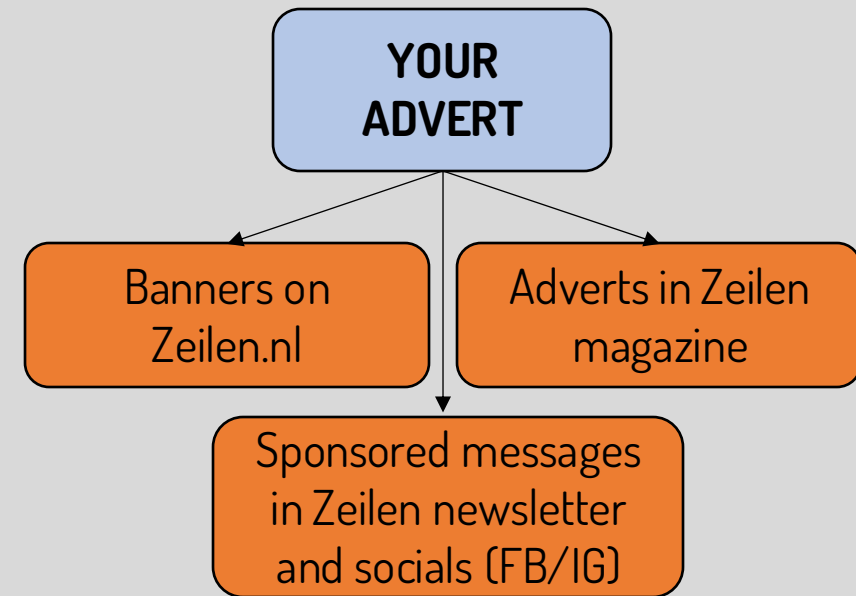 YOUR
ADVERT
Banners on
Zeilen.nl
Adverts in Zeilen
magazine
Sponsored messages
in Zeilen newsletter
and socials (FB/IG)